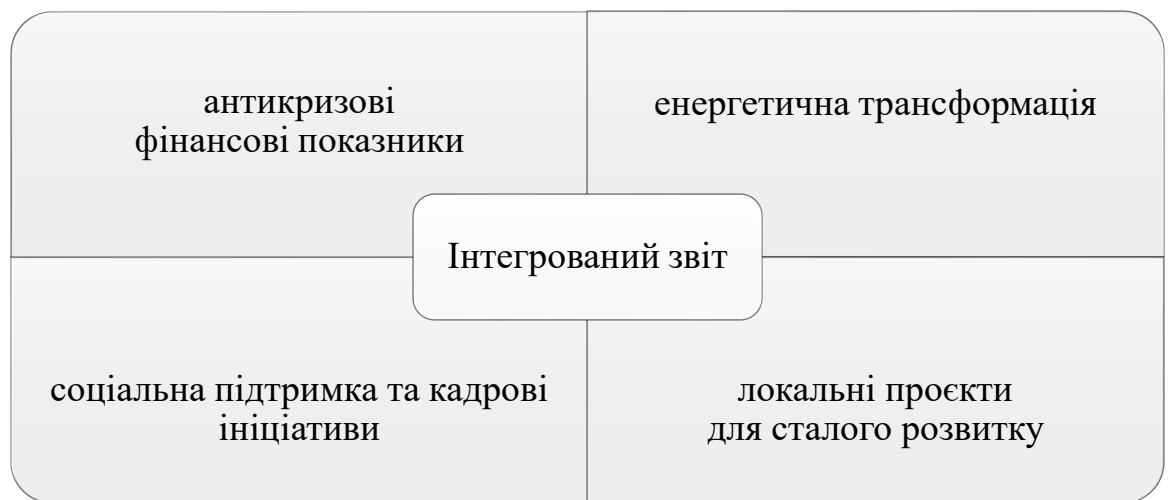 антикризові
фінансові показники
енергетична трансформація
Інтегрований звіт
соціальна підтримка та кадрові
ініціативи
локальні проєкти
для сталого розвитку